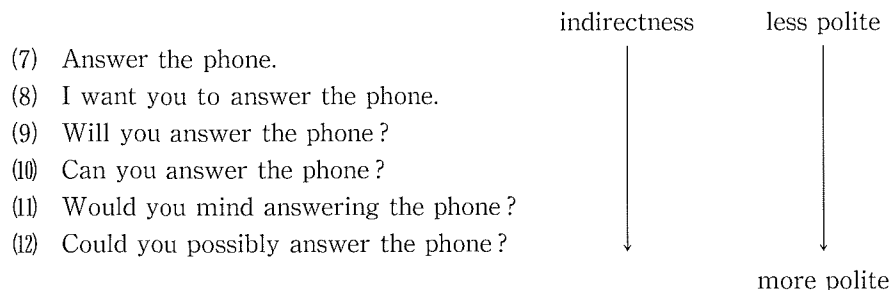 indirectness less polite
(7) Answer the phone.
(8) I want you to answer the phone.
(9) Will you answer the phone?
(10) Can you answer the phone?
(11) Would you mind answering the phone?
(12) Could you possibly answer the phone?
more polite